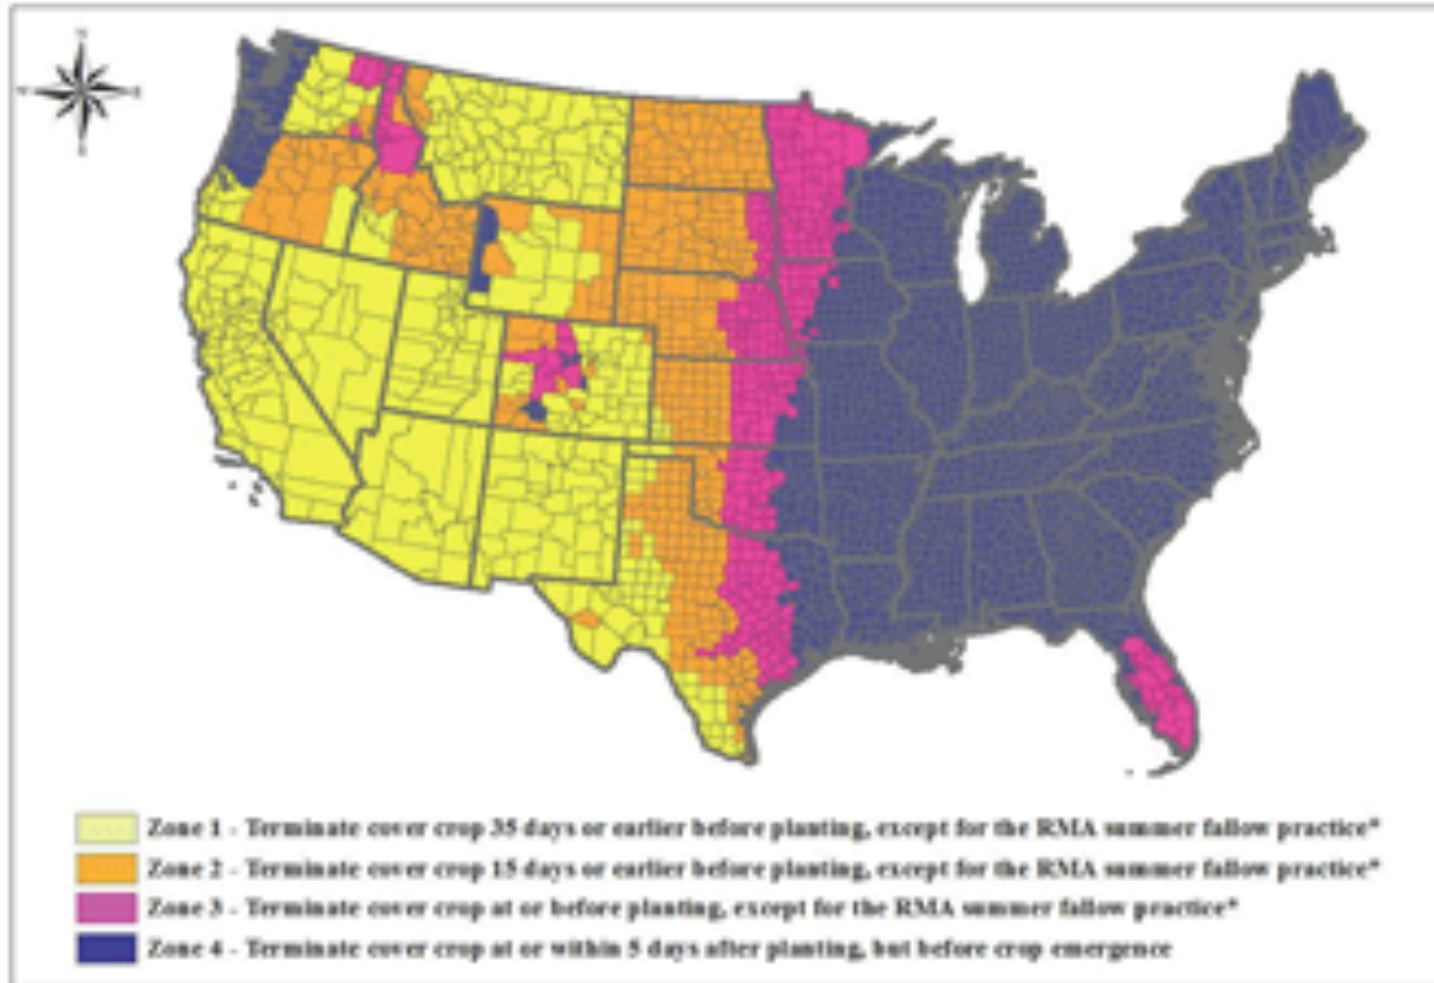 Zone 1 - Terminate cover crop 35 days or earlier before planting, except for the RMA summer fallow practice*
Zone 2 - Terminate cover crop 15 days or earlier before planting, except for the RMA summer fallow practice*
Zone 3 - Terminate cover crop at or before planting, except for the RMA summer fallow practice*
Zone 4 - Terminate cover crop at or within 5 days after planting, but before crop emergence